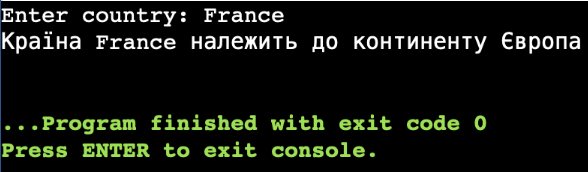 Enter country: France
Країна France належить до континенту Європа
...Program finished with exit code 0
Press ENTER to exit console.